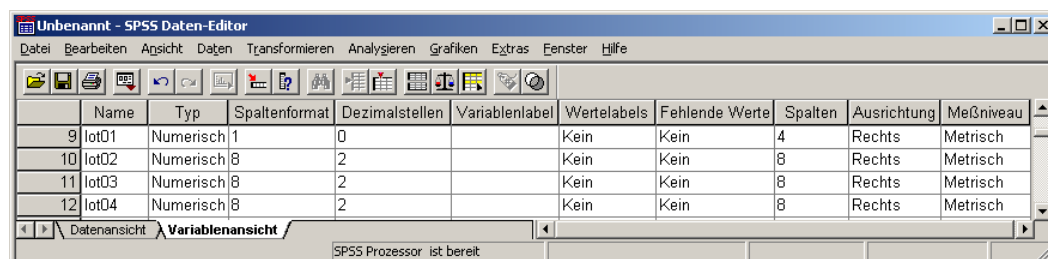 Unbenannt - SPSS Daten-Editor
Datei Bearbeiten Ansicht Daten Transformieren Analysieren Grafiken Extras Fenster Hilfe
Name Typ Spaltenformat Dezimalstellen Variablenlabel Wertelabels Fehlende Werte Spalten Ausrichtung Meßniveau
9 lot01 Numerisch 1 0 Kein Kein 4 Rechts Metrisch
10 lot02 Numerisch 8 2 Kein Kein 8 Rechts Metrisch
11 lot03 Numerisch 8 2 Kein Kein 8 Rechts Metrisch
12 lot04 Numerisch 8 2 Kein Kein 8 Rechts Metrisch
Datenansicht Variablenansicht
SPSS Prozessor ist bereit